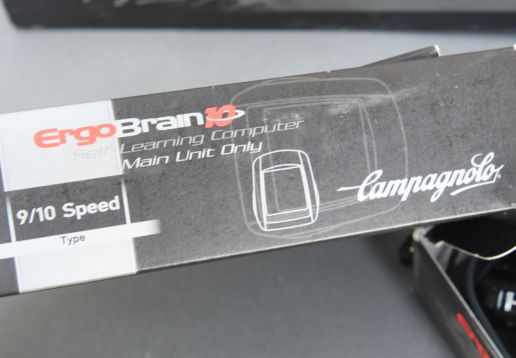 ErgoBrain10
Self-Learning Computer
Main Unit Only
Campagnolo
9/10 Speed
Type